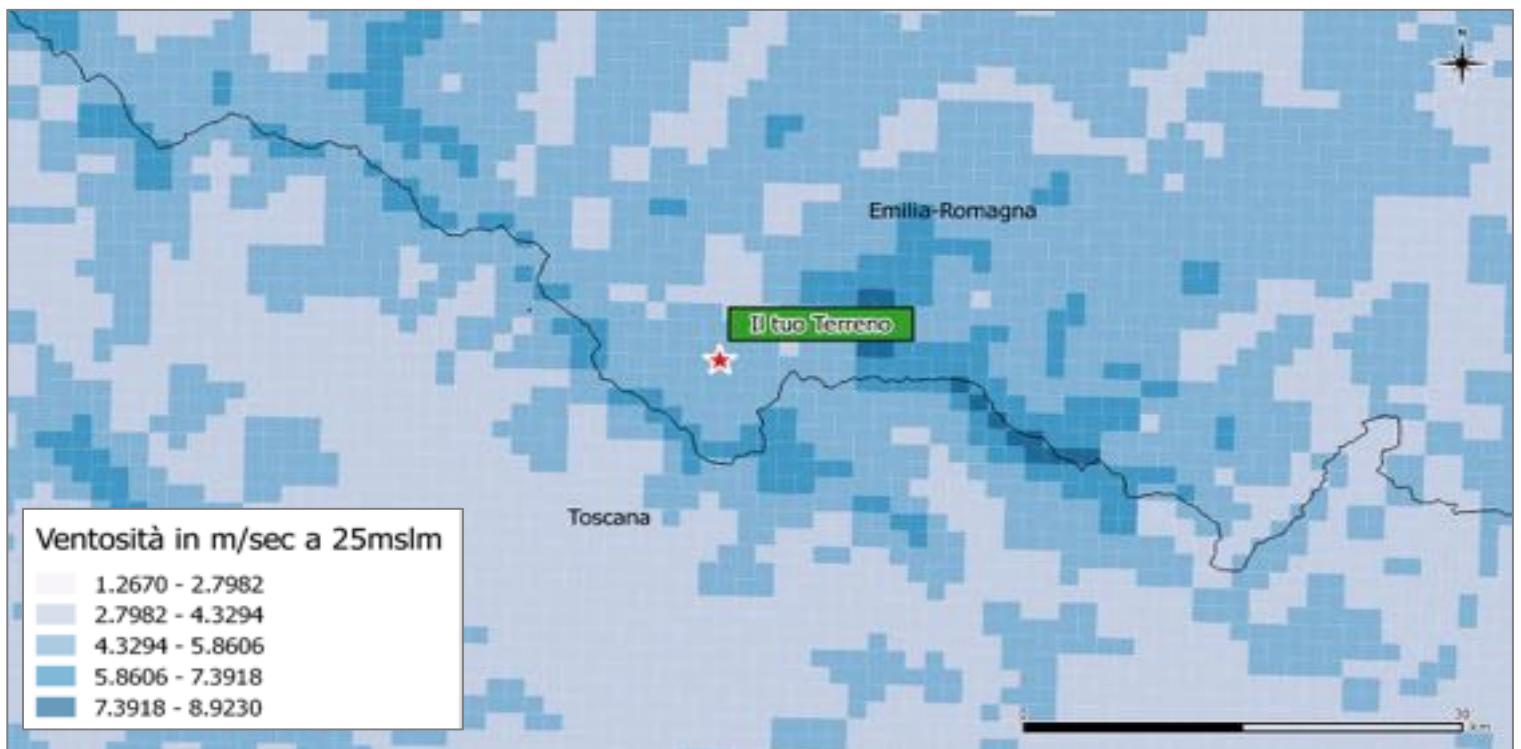 N
Emilia-Romagna
Il tuo Terreno
Toscana
Ventosità in m/sec a 25mslm
1.2670 - 2.7982
2.7982 - 4.3294
4.3294 - 5.8606
5.8606 - 7.3918
7.3918 - 8.9230
km